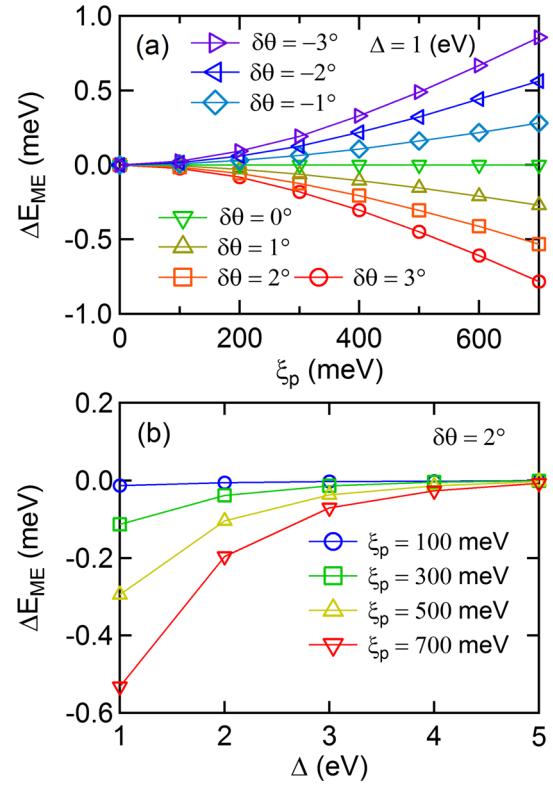 (a)
δθ = −3°
Δ = 1 (eV)
δθ = −2°
δθ = −1°
δθ = 0°
δθ = 1°
δθ = 2°
δθ = 3°
1.0
0.5
0.0
-0.5
-1.0
ΔE_ME (meV)
0 200 400 600
ξ_p (meV)
(b)
δθ = 2°
ξ_p = 100 meV
ξ_p = 300 meV
ξ_p = 500 meV
ξ_p = 700 meV
0.2
0.0
-0.2
-0.4
-0.6
ΔE_ME (meV)
1 2 3 4 5
Δ (eV)